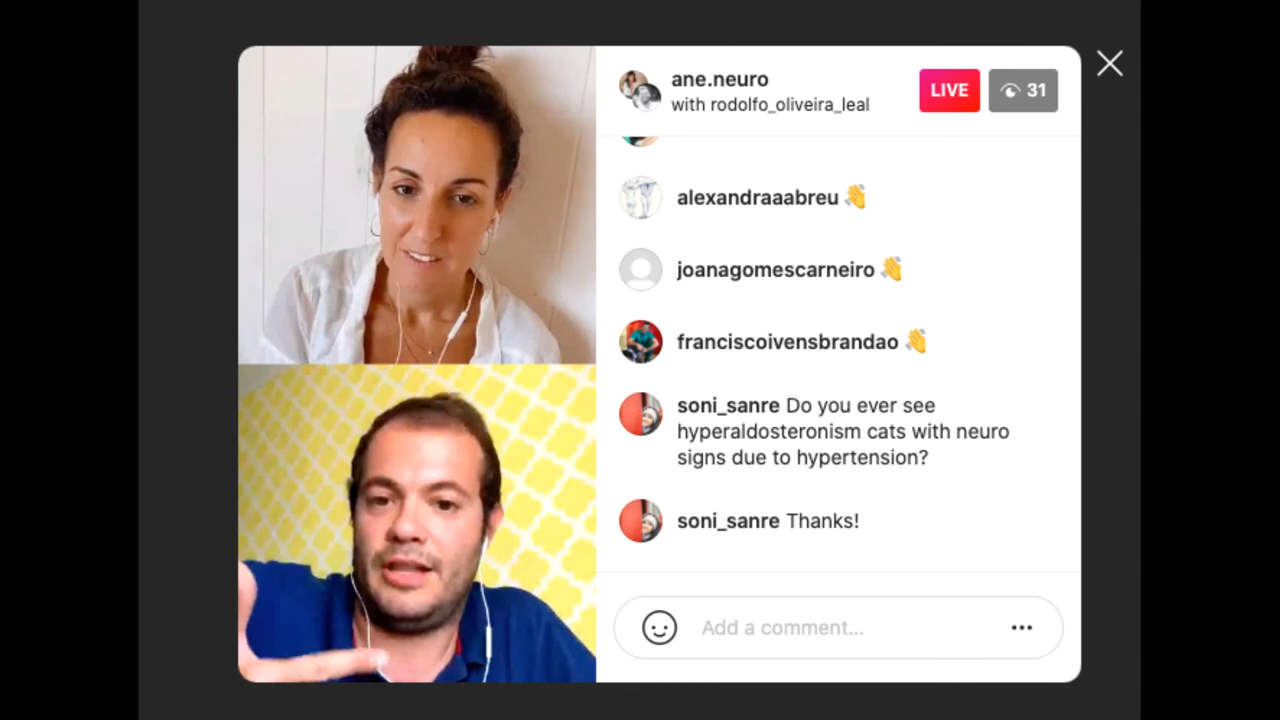 ane.neuro
with rodolfo_oliveira_leal
LIVE
31
alexandraaabreu 👏
joanagomescarneiro 👏
franciscoivensbrandao 👏
soni_sanre Do you ever see
hyperaldosteronism cats with neuro
signs due to hypertension?
soni_sanre Thanks!
Add a comment...